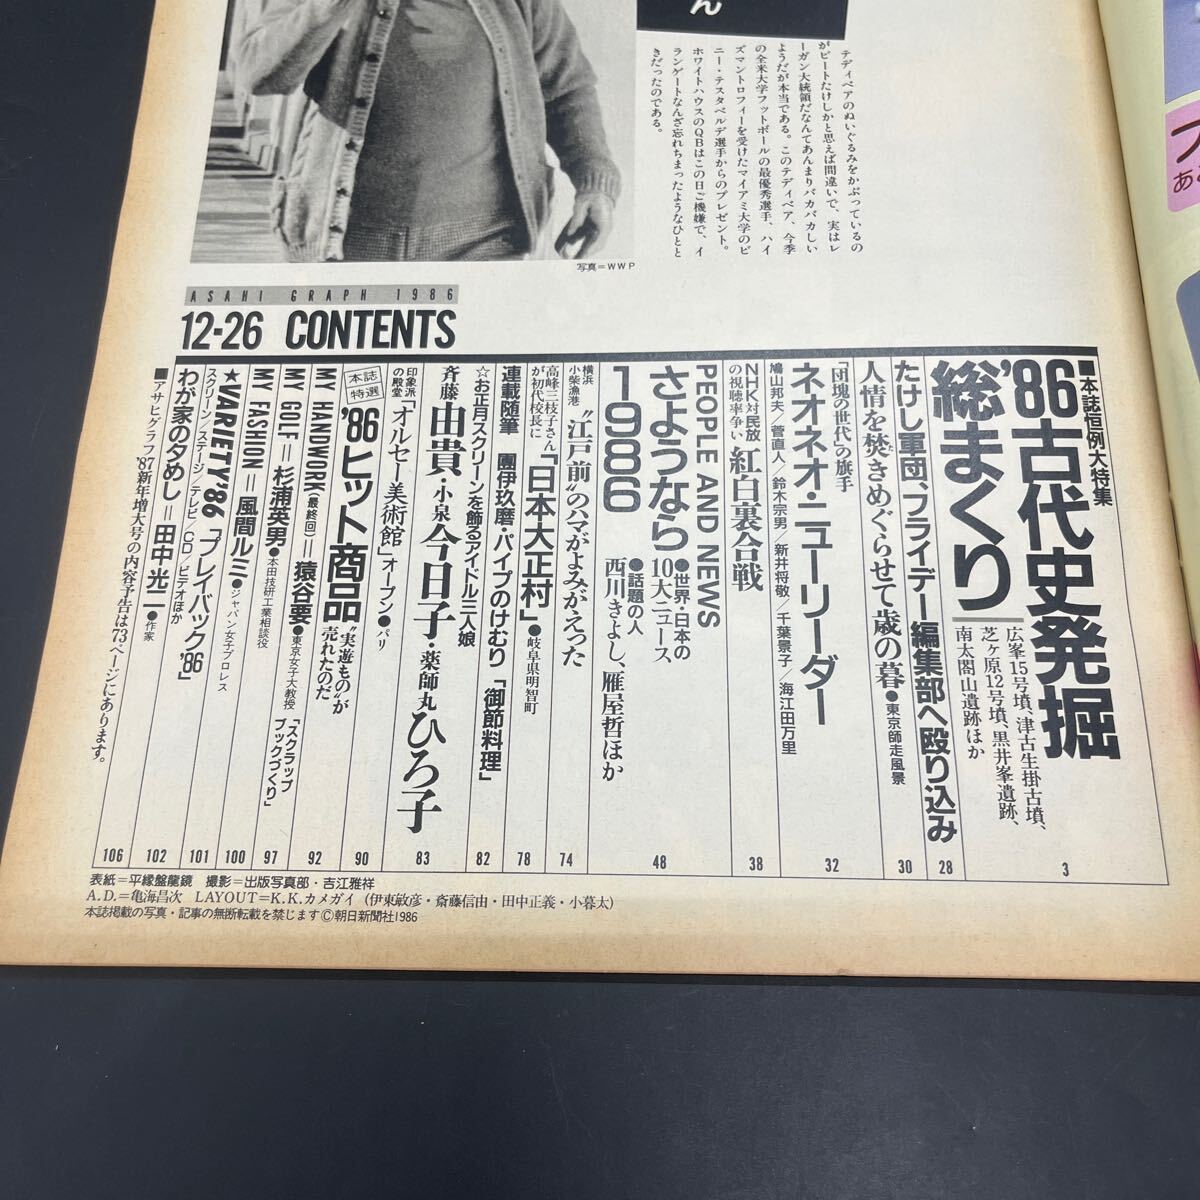 ん
テディベアのぬいぐるみをかぶっているの
がビートたけしかと思えば間違いで、実はレ
ーガン大統領だなんてあんまりバカバカしい
ようだが本当である。このテディベア、今季
の全米大学フットボールの最優秀選手、ハイ
ズマントロフィーを受けたマイアミ大学のビ
ニー・テスタベルデ選手からのプレゼント。
ホワイトハウスのQBはこの日ご機嫌で、イ
ランゲートなんざ忘れちまったようなひとと
きだったのである。
写真=WWP
ASAHI GRAPH 1986
12-26 CONTENTS
■本誌恒例大特集
'86古代史発掘
総まくり
広峯15号墳、津古生掛古墳、
芝ヶ原12号墳、黒井峯遺跡、
南太閤山遺跡ほか
3
たけし軍団、フライデー編集部へ殴り込み
28
人情を焚きめぐらせて歳の暮●東京師走風景
30
「団塊の世代」の旗手
ネオネオ・ニューリーダー
鳩山邦夫/菅直人/鈴木宗男/新井将敬/千葉景子/海江田万里
32
NHK対民放
の視聴率争い
紅白裏合戦
38
PEOPLE AND NEWS
さようなら
1986
●世界・日本の
10大ニュース
●話題の人
西川きよし、雁屋哲ほか
48
横浜
小柴漁港
“江戸前”のハマがよみがえった
74
高峰三枝子さん
が初代校長に
「日本大正村」●岐阜県明智町
78
連載随筆 團伊玖磨・パイプのけむり「御節料理」
82
☆お正月スクリーンを飾るアイドル三人娘
斉藤由貴・小泉今日子・薬師丸ひろ子
83
印象派
の殿堂
「オルセー美術館」オープン●パリ
本誌
特選
'86ヒット商品
“実遊もの”が
売れたのだ
90
MY HANDWORK(最終回)=猿谷要●東京女子大教授
「スクラップ
ブックづくり」
92
MY GOLF=杉浦英男●本田技研工業相談役
97
MY FASHION=風間ルミ●ジャパン女子プロレス
100
★VARIETY'86「プレイバック'86」
スクリーン/ステージ/テレビ/CD、ビデオほか
101
わが家の夕めし=田中光二●作家
102
■アサヒグラフ'87新年増大号の内容予告は73ページにあります。
106
表紙=平縁盤龍鏡 撮影=出版写真部・吉江雅祥
A.D.=亀海昌次 LAYOUT=K.K.カメガイ(伊東敏彦・斎藤信由・田中正義・小暮太)
本誌掲載の写真・記事の無断転載を禁じます©朝日新聞社1986